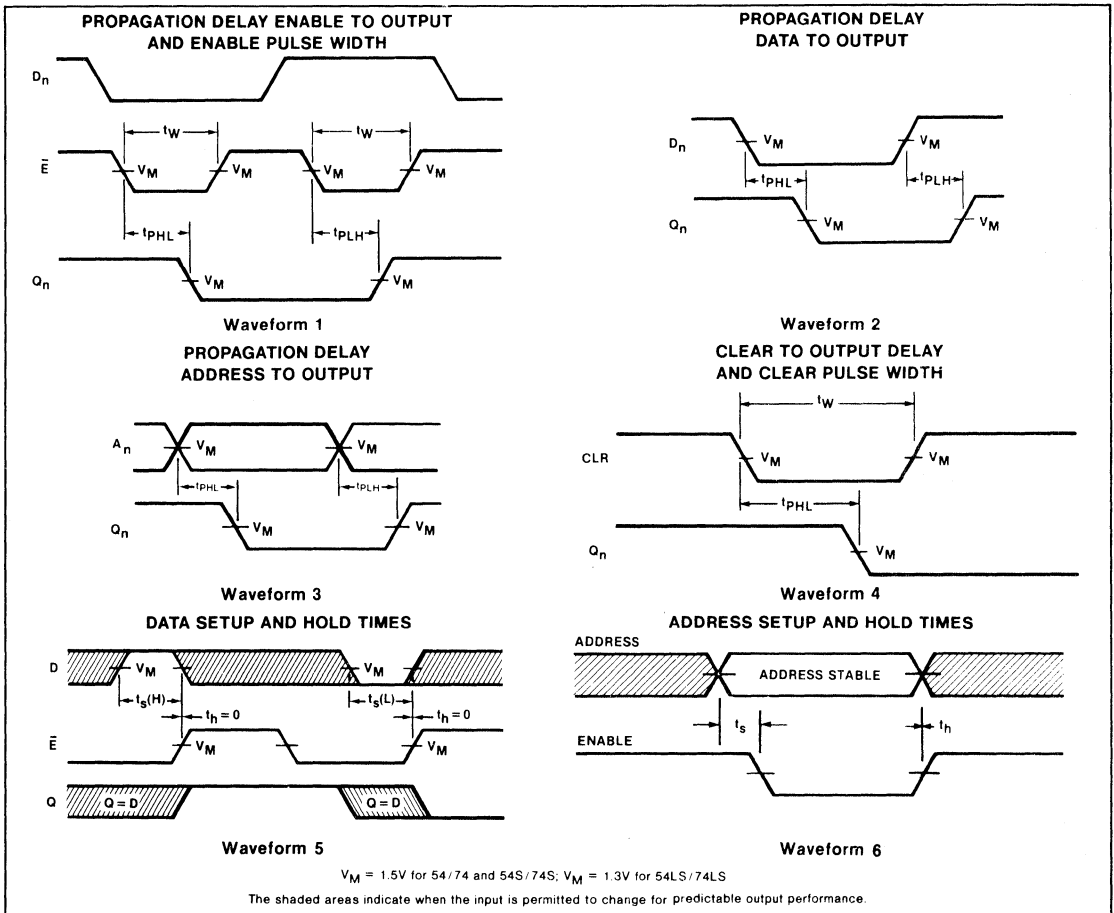 PROPAGATION DELAY ENABLE TO OUTPUT
AND ENABLE PULSE WIDTH
Dn
tW
tW
Ē
VM
VM
VM
VM
tPHL
tPLH
Qn
VM
VM
Waveform 1
PROPAGATION DELAY
DATA TO OUTPUT
Dn
VM
VM
tPHL
tPLH
Qn
VM
VM
Waveform 2
PROPAGATION DELAY
ADDRESS TO OUTPUT
An
VM
VM
tPHL
tPLH
Qn
VM
VM
Waveform 3
CLEAR TO OUTPUT DELAY
AND CLEAR PULSE WIDTH
tW
CLR
VM
VM
tPHL
Qn
VM
Waveform 4
DATA SETUP AND HOLD TIMES
D
VM
VM
ts(H)
ts(L)
th = 0
th = 0
Ē
VM
VM
Q
Q = D
Q = D
Waveform 5
ADDRESS SETUP AND HOLD TIMES
ADDRESS
ADDRESS STABLE
ts
th
ENABLE
Waveform 6
VM = 1.5V for 54/74 and 54S/74S; VM = 1.3V for 54LS/74LS
The shaded areas indicate when the input is permitted to change for predictable output performance.